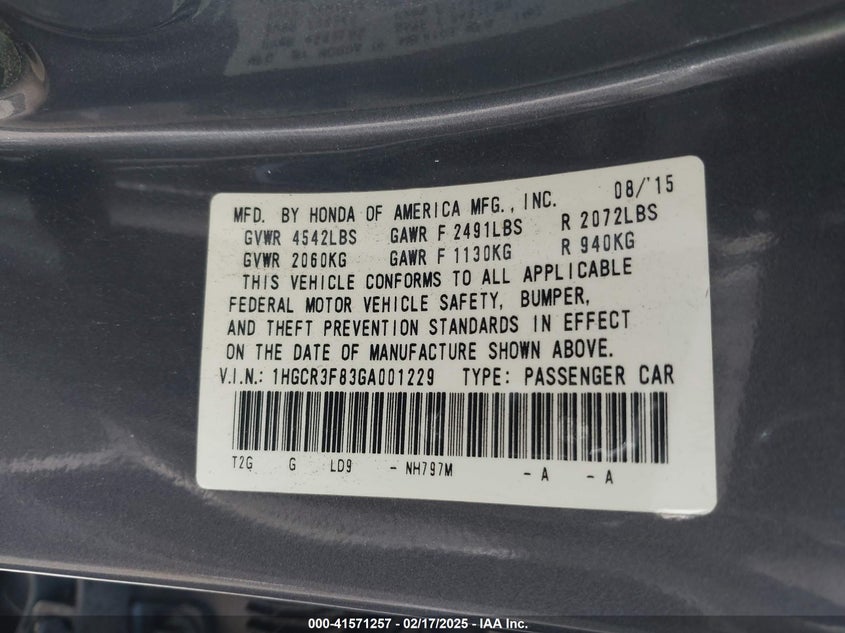 MFD. BY HONDA OF AMERICA MFG., INC. 08/'15
GVWR 4542LBS GAWR F 2491LBS R 2072LBS
GVWR 2060KG GAWR F 1130KG R 940KG
THIS VEHICLE CONFORMS TO ALL APPLICABLE
FEDERAL MOTOR VEHICLE SAFETY, BUMPER,
AND THEFT PREVENTION STANDARDS IN EFFECT
ON THE DATE OF MANUFACTURE SHOWN ABOVE.
V.I.N.: 1HGCR3F83GA001229 TYPE: PASSENGER CAR
T2G G LD9 - NH797M - A - A
000-41571257 - 02/17/2025 - IAA Inc.